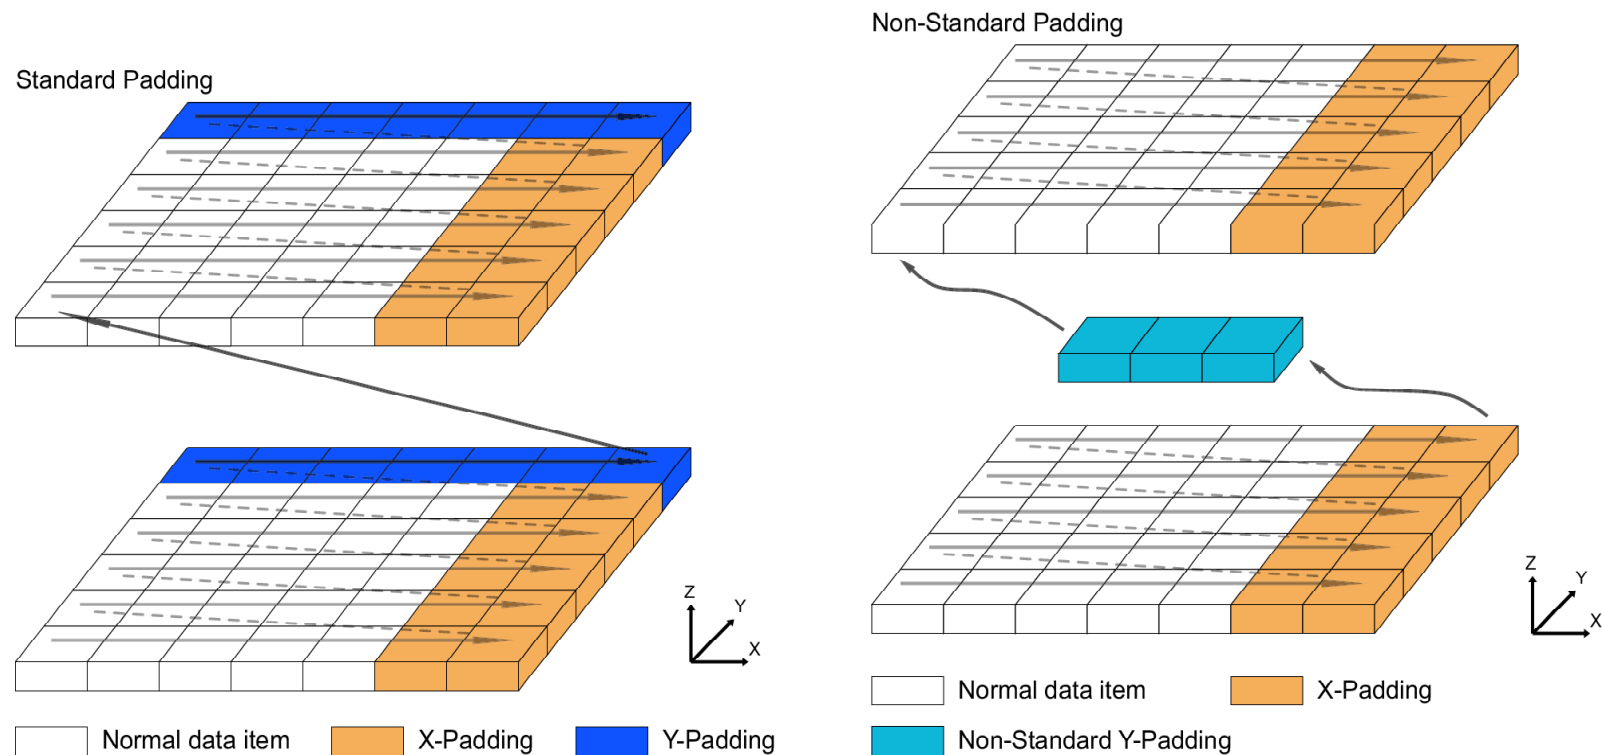 Standard Padding
Z
Y
X
Normal data item
X-Padding
Y-Padding
Non-Standard Padding
Z
Y
X
Normal data item
X-Padding
Non-Standard Y-Padding